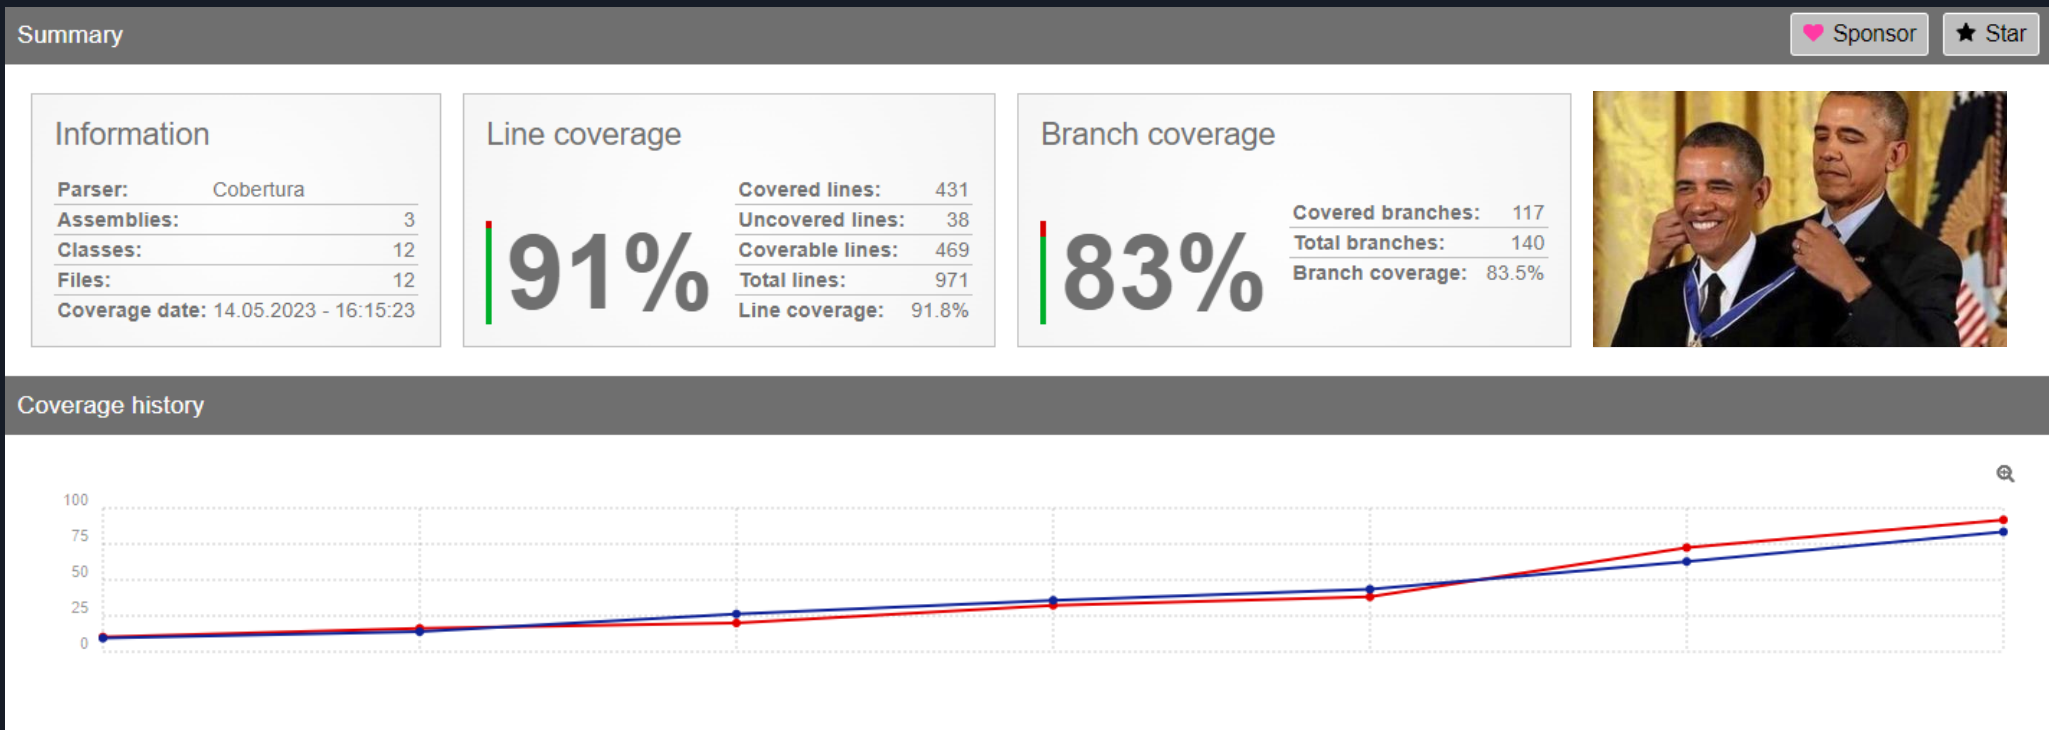 Summary
Sponsor
Star
Information
Parser: Cobertura
Assemblies: 3
Classes: 12
Files: 12
Coverage date: 14.05.2023 - 16:15:23
Line coverage
91%
Covered lines: 431
Uncovered lines: 38
Coverable lines: 469
Total lines: 971
Line coverage: 91.8%
Branch coverage
83%
Covered branches: 117
Total branches: 140
Branch coverage: 83.5%
Coverage history
100
75
50
25
0